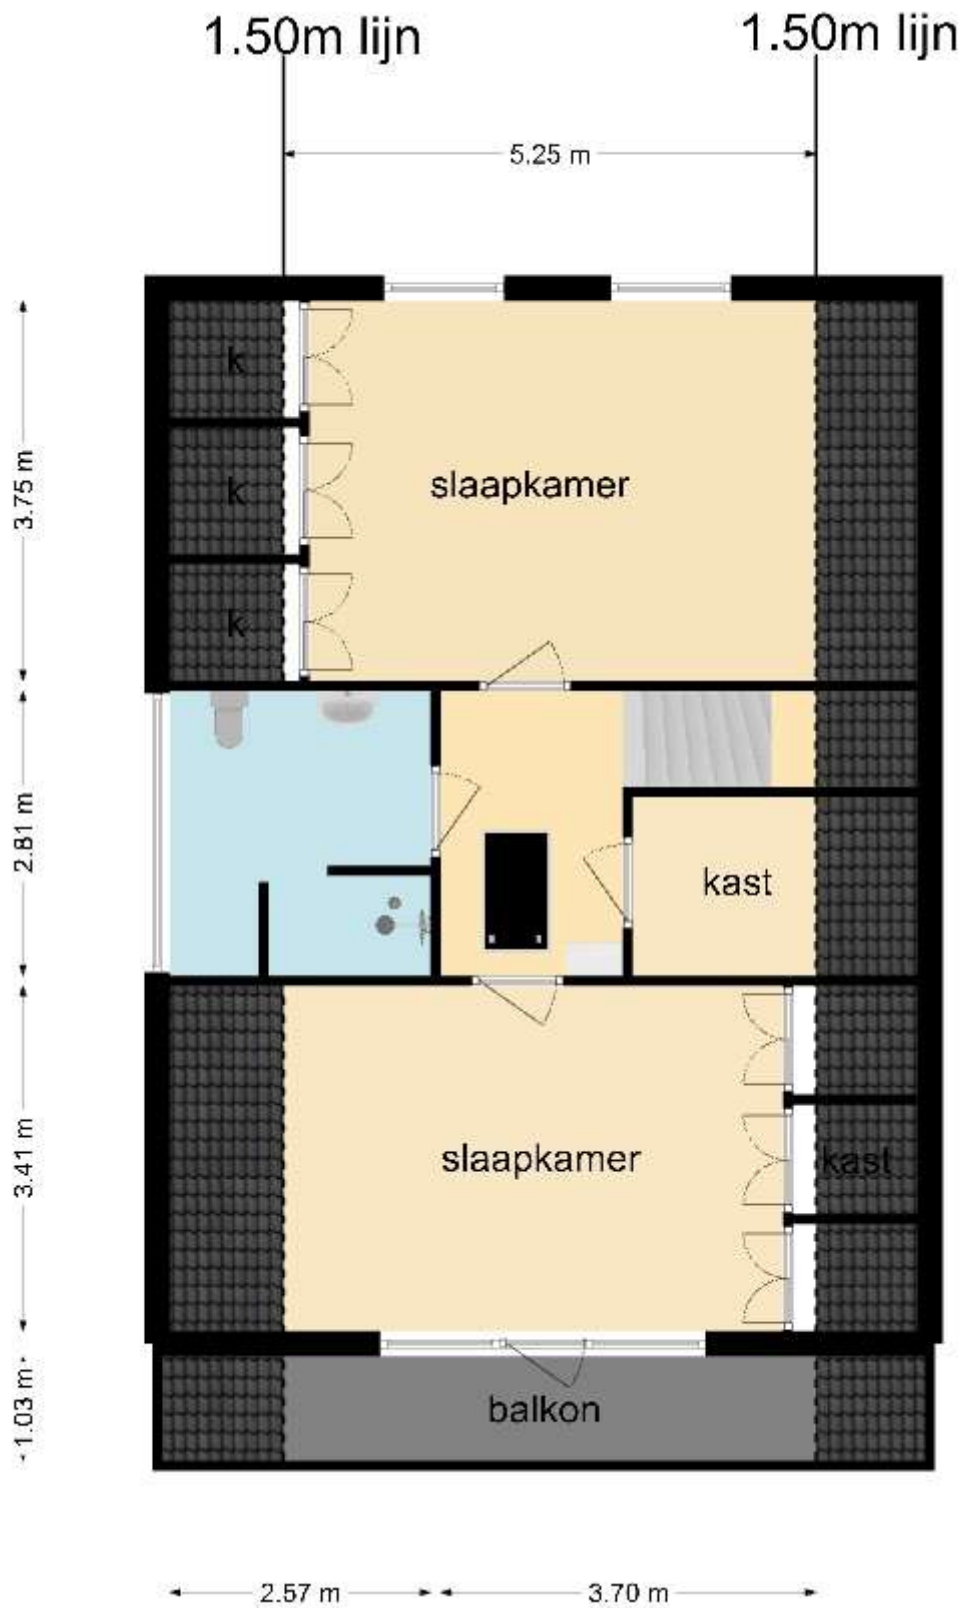 1.50m lijn
1.50m lijn
5.25 m
k
3.75 m
slaapkamer
k
k
2.81 m
kast
3.41 m
slaapkamer
kast
1.03 m
balkon
2.57 m
3.70 m